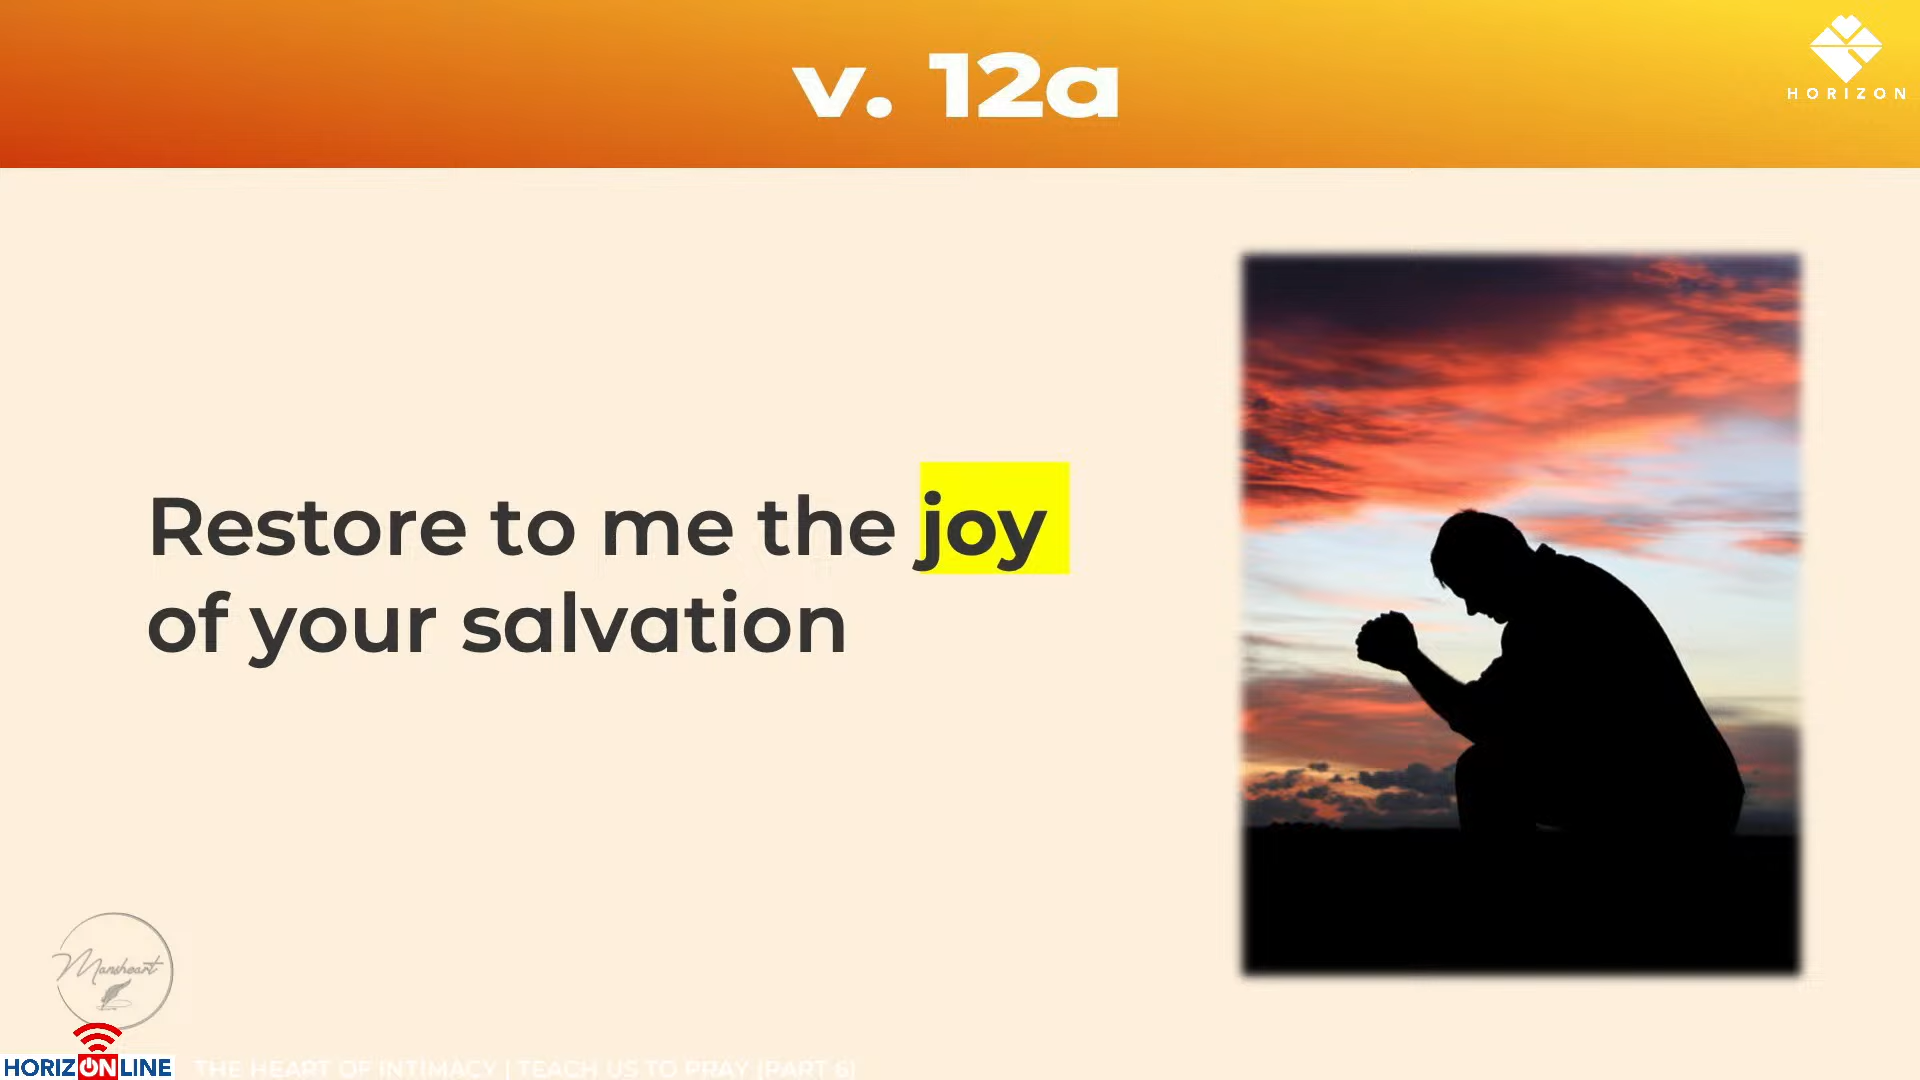 v. 12a
HORIZON
Restore to me the joy
of your salvation
Mansheart
HORIZONLINE
THE HEART OF INTIMACY | TEACH US TO PRAY (PART 6)